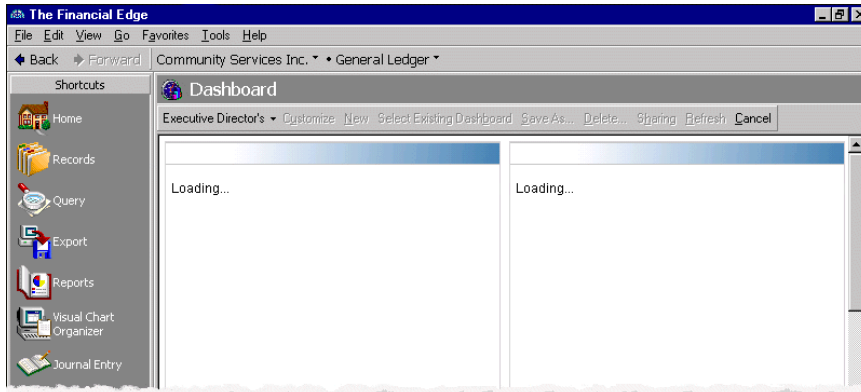 The Financial Edge
File Edit View Go Favorites Tools Help
Back Forward Community Services Inc. • General Ledger
Shortcuts
Dashboard
Executive Director's Customize New Select Existing Dashboard Save As... Delete... Sharing Refresh Cancel
Home
Records
Query
Export
Reports
Visual Chart
Organizer
Journal Entry
Loading...
Loading...